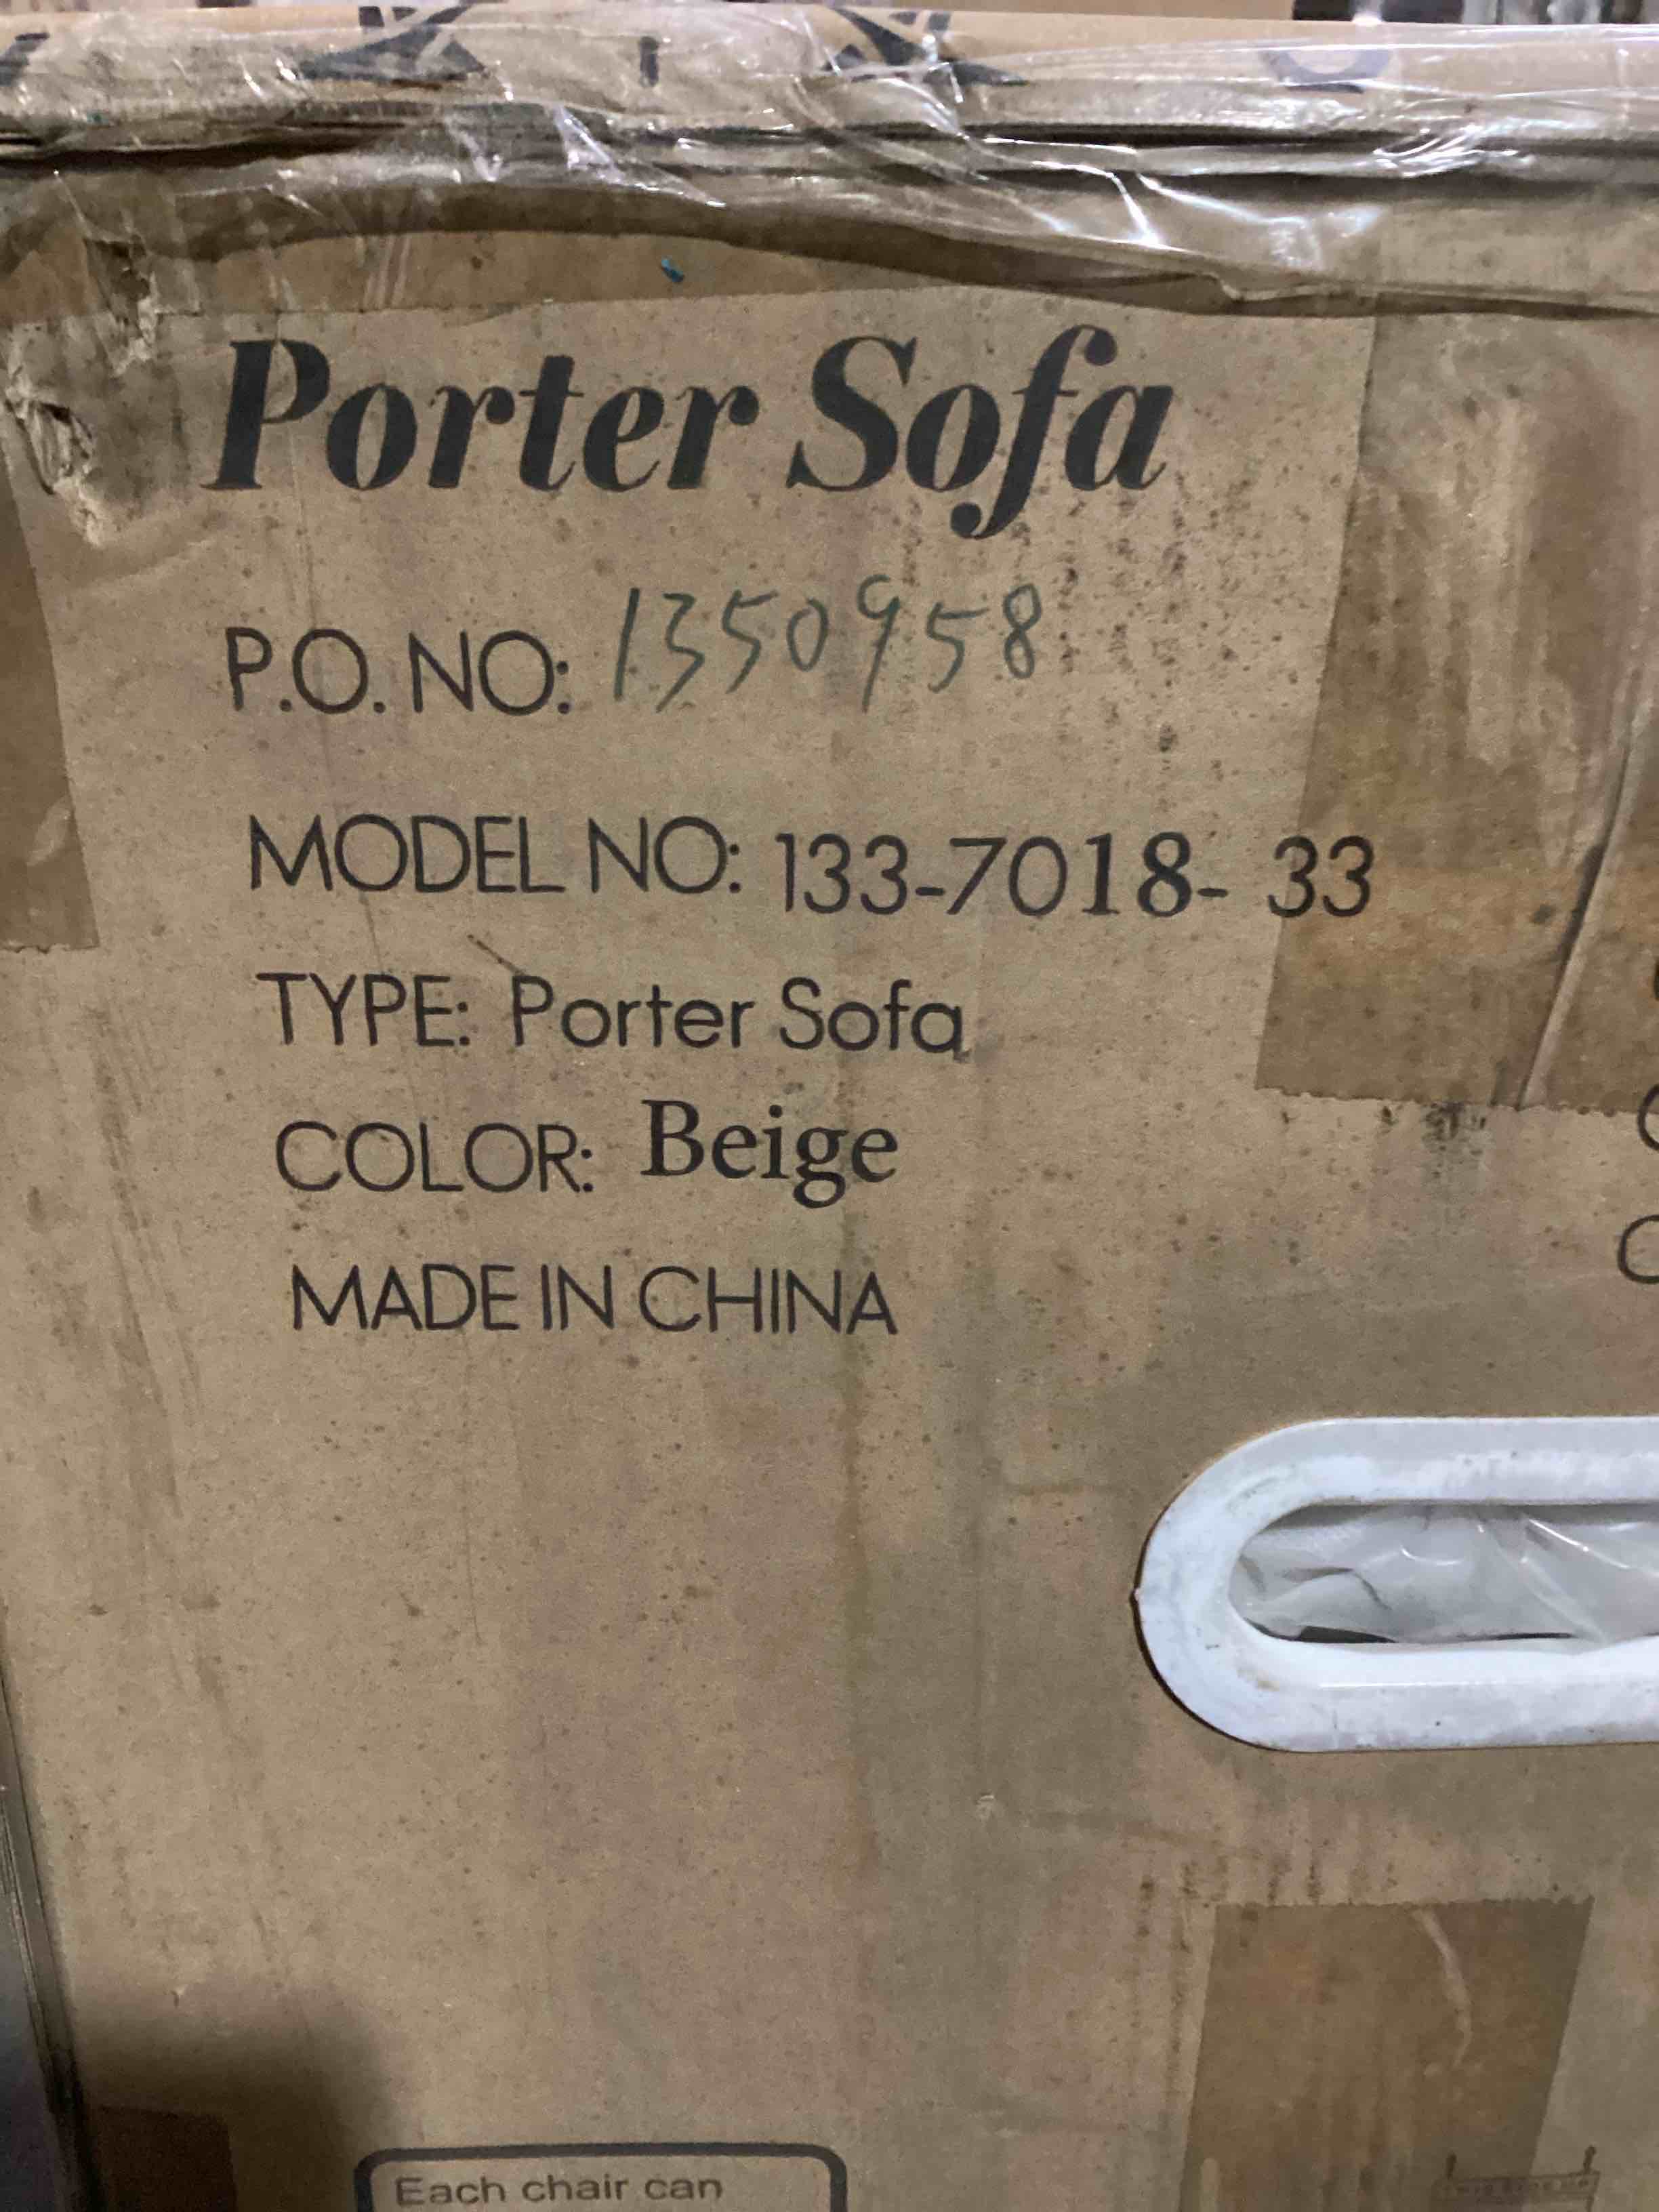 Porter Sofa
P.O. NO: 1350958
MODEL NO: 133-7018- 33
TYPE: Porter Sofa
COLOR: Beige
MADE IN CHINA
Each chair can